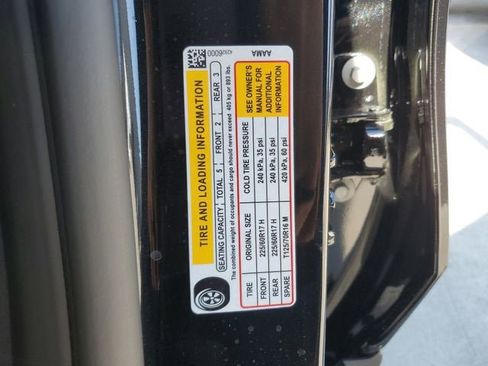 TIRE AND LOADING INFORMATION
SEATING CAPACITY TOTAL 5 FRONT 2 REAR 3
The combined weight of occupants and cargo should never exceed 405 kg or 893 lbs.
TIRE ORIGINAL SIZE COLD TIRE PRESSURE
FRONT 225/60R17 H 240 kPa, 35 psi
REAR 225/60R17 H 240 kPa, 35 psi
SPARE T125/70R16 M 420 kPa, 60 psi
SEE OWNER'S
MANUAL FOR
ADDITIONAL
INFORMATION
AAMA